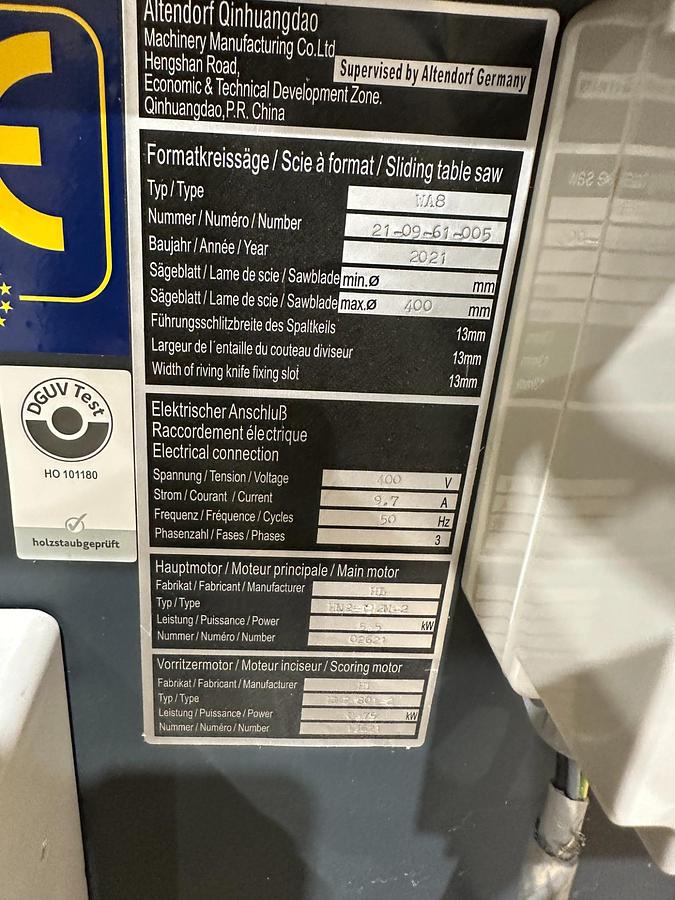 Altendorf Qinhuangdao
Machinery Manufacturing Co.Ltd
Hengshan Road,
Supervised by Altendorf Germany
Economic & Technical Development Zone.
Qinhuangdao,P.R. China
Formatkreissäge / Scie à format / Sliding table saw
Typ / Type WA8
Nummer / Numéro / Number 21-09-61-005
Baujahr / Année / Year 2021
Sägeblatt / Lame de scie / Sawblade min.ø mm
Sägeblatt / Lame de scie / Sawblade max.ø 400 mm
Führungsschlitzbreite des Spaltkeils 13mm
Largeur de l´entaille du couteau diviseur 13mm
Width of riving knife fixing slot 13mm
DGUV Test
HO 101180
holzstaubgeprüft
Elektrischer Anschluß
Raccordement électrique
Electrical connection
Spannung / Tension / Voltage 400 V
Strom / Courant / Current 9.7 A
Frequenz / Fréquence / Cycles 50 Hz
Phasenzahl / Fases / Phases 3
Hauptmotor / Moteur principale / Main motor
Fabrikat / Fabricant / Manufacturer
Typ / Type
Leistung / Puissance / Power 5.5 kW
Nummer / Numéro / Number 02621
Vorritzermotor / Moteur inciseur / Scoring motor
Fabrikat / Fabricant / Manufacturer
Typ / Type
Leistung / Puissance / Power kW
Nummer / Numéro / Number